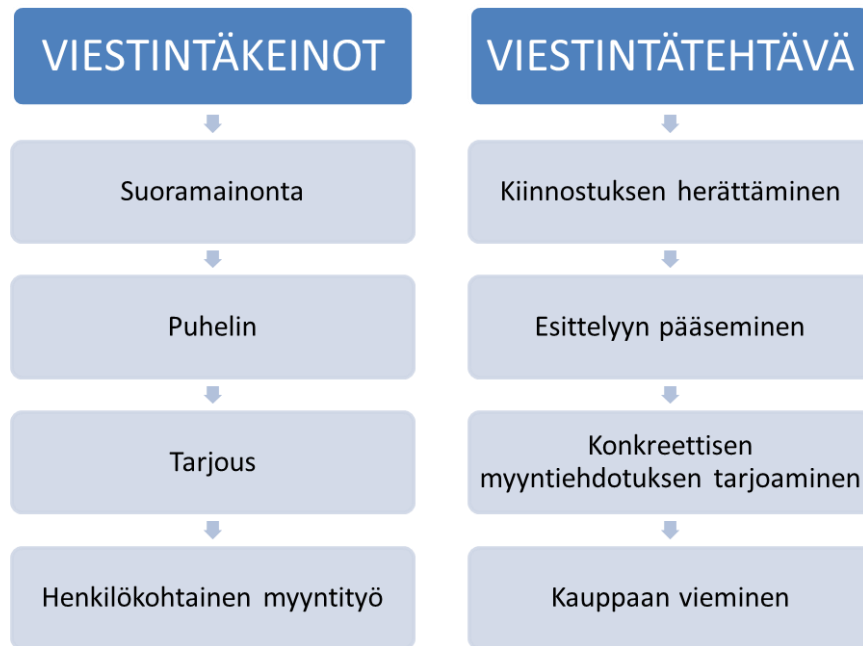 VIESTINTÄKEINOT
Suoramainonta
Puhelin
Tarjous
Henkilökohtainen myyntityö
VIESTINTÄTEHTÄVÄ
Kiinnostuksen herättäminen
Esittelyyn pääseminen
Konkreettisen
myyntiehdotuksen tarjoaminen
Kauppaan vieminen